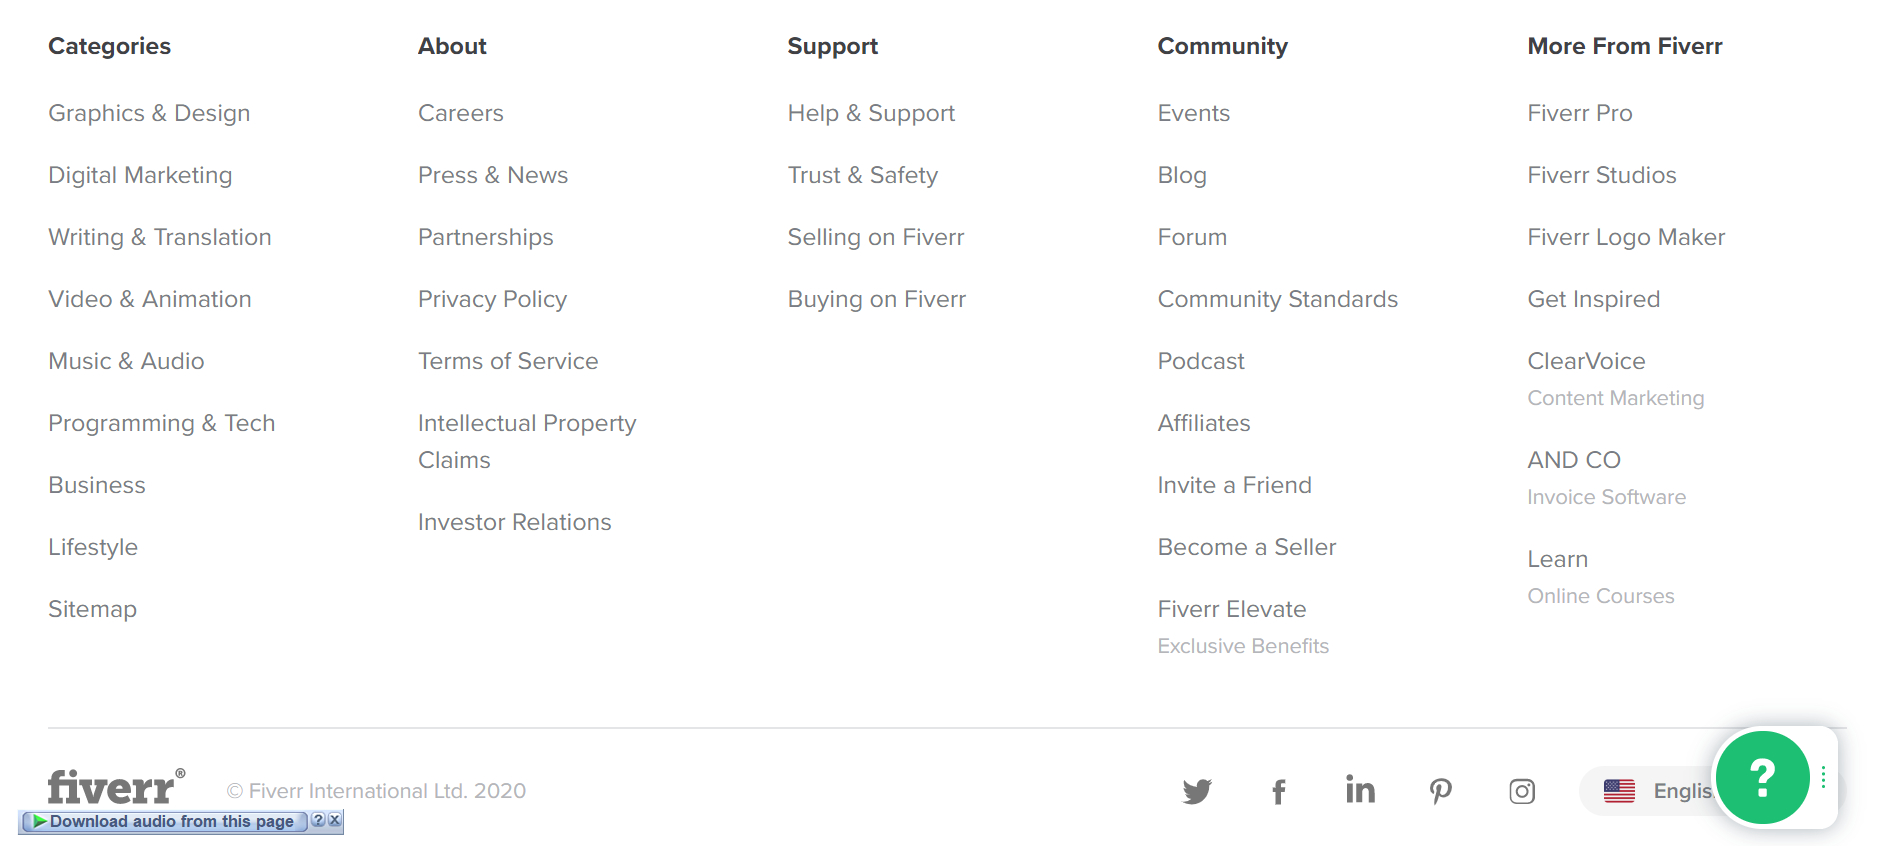 Categories
Graphics & Design
Digital Marketing
Writing & Translation
Video & Animation
Music & Audio
Programming & Tech
Business
Lifestyle
Sitemap
About
Careers
Press & News
Partnerships
Privacy Policy
Terms of Service
Intellectual Property
Claims
Investor Relations
Support
Help & Support
Trust & Safety
Selling on Fiverr
Buying on Fiverr
Community
Events
Blog
Forum
Community Standards
Podcast
Affiliates
Invite a Friend
Become a Seller
Fiverr Elevate
Exclusive Benefits
More From Fiverr
Fiverr Pro
Fiverr Studios
Fiverr Logo Maker
Get Inspired
ClearVoice
Content Marketing
AND CO
Invoice Software
Learn
Online Courses
fiverr® © Fiverr International Ltd. 2020
Download audio from this page ? X
?